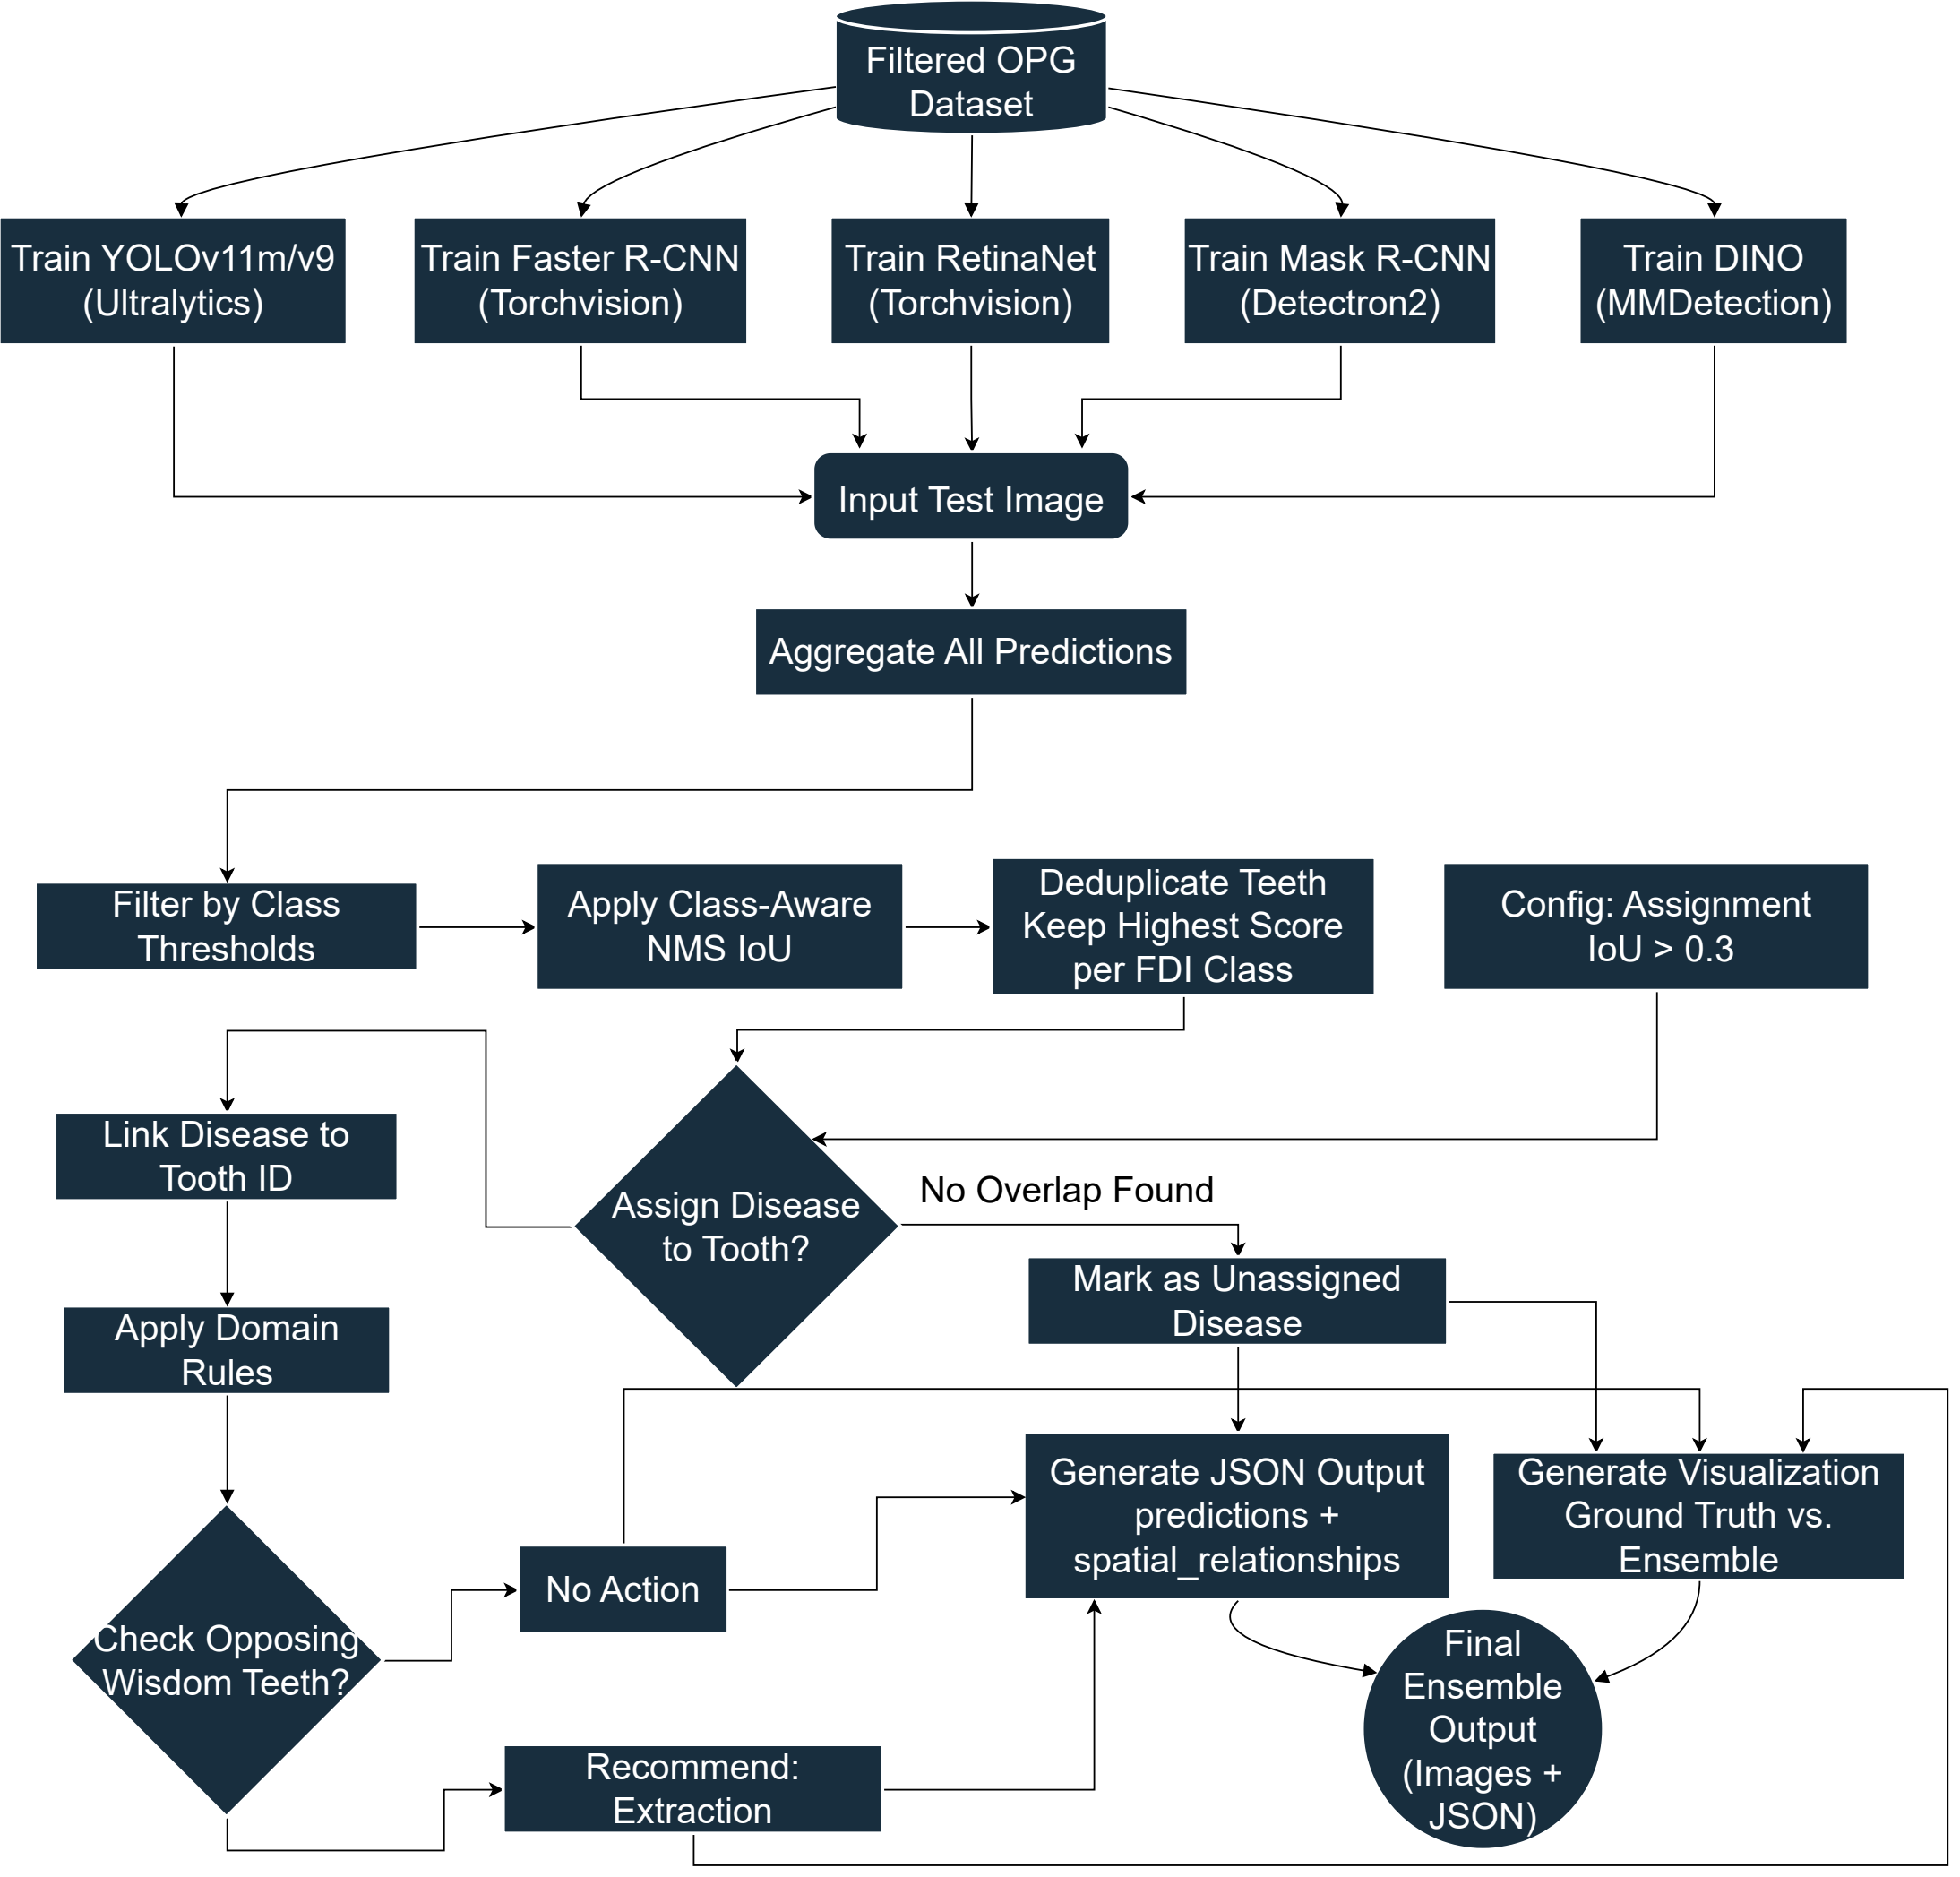 Filtered OPG
Dataset
Train YOLOv11m/v9
(Ultralytics)
Train Faster R-CNN
(Torchvision)
Train RetinaNet
(Torchvision)
Train Mask R-CNN
(Detectron2)
Train DINO
(MMDetection)
Input Test Image
Aggregate All Predictions
Filter by Class
Thresholds
Apply Class-Aware
NMS IoU
Deduplicate Teeth
Keep Highest Score
per FDI Class
Config: Assignment
IoU > 0.3
Link Disease to
Tooth ID
Assign Disease
to Tooth?
No Overlap Found
Mark as Unassigned
Disease
Apply Domain
Rules
Generate JSON Output
predictions +
spatial_relationships
Generate Visualization
Ground Truth vs.
Ensemble
No Action
Check Opposing
Wisdom Teeth?
Final
Ensemble
Output
(Images +
JSON)
Recommend:
Extraction